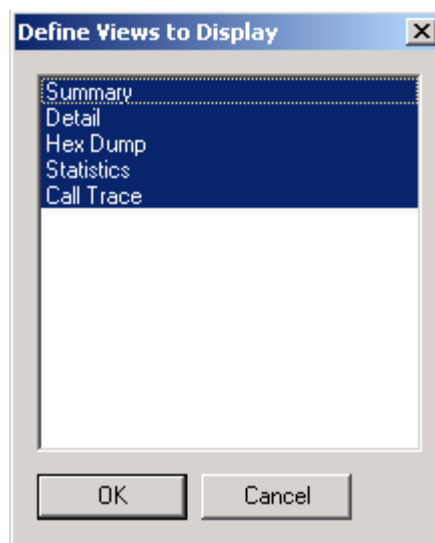 Define Views to Display
Summary
Detail
Hex Dump
Statistics
Call Trace
OK
Cancel